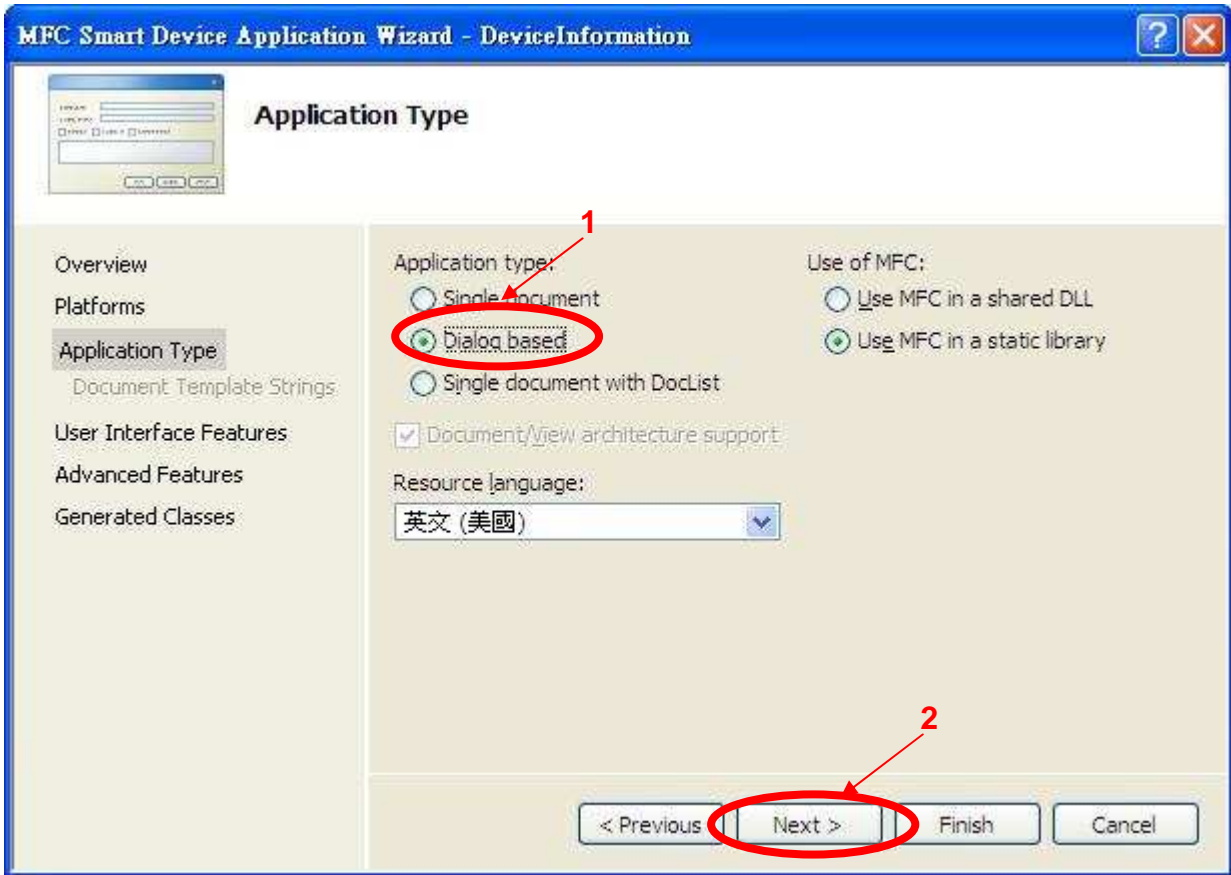 MFC Smart Device Application Wizard - DeviceInformation
Application Type
1
Overview
Platforms
Application Type
Document Template Strings
User Interface Features
Advanced Features
Generated Classes
Application type:
Single document
Dialog based
Single document with DocList
Document/View architecture support
Resource language:
英文 (美國)
Use of MFC:
Use MFC in a shared DLL
Use MFC in a static library
2
< Previous
Next >
Finish
Cancel